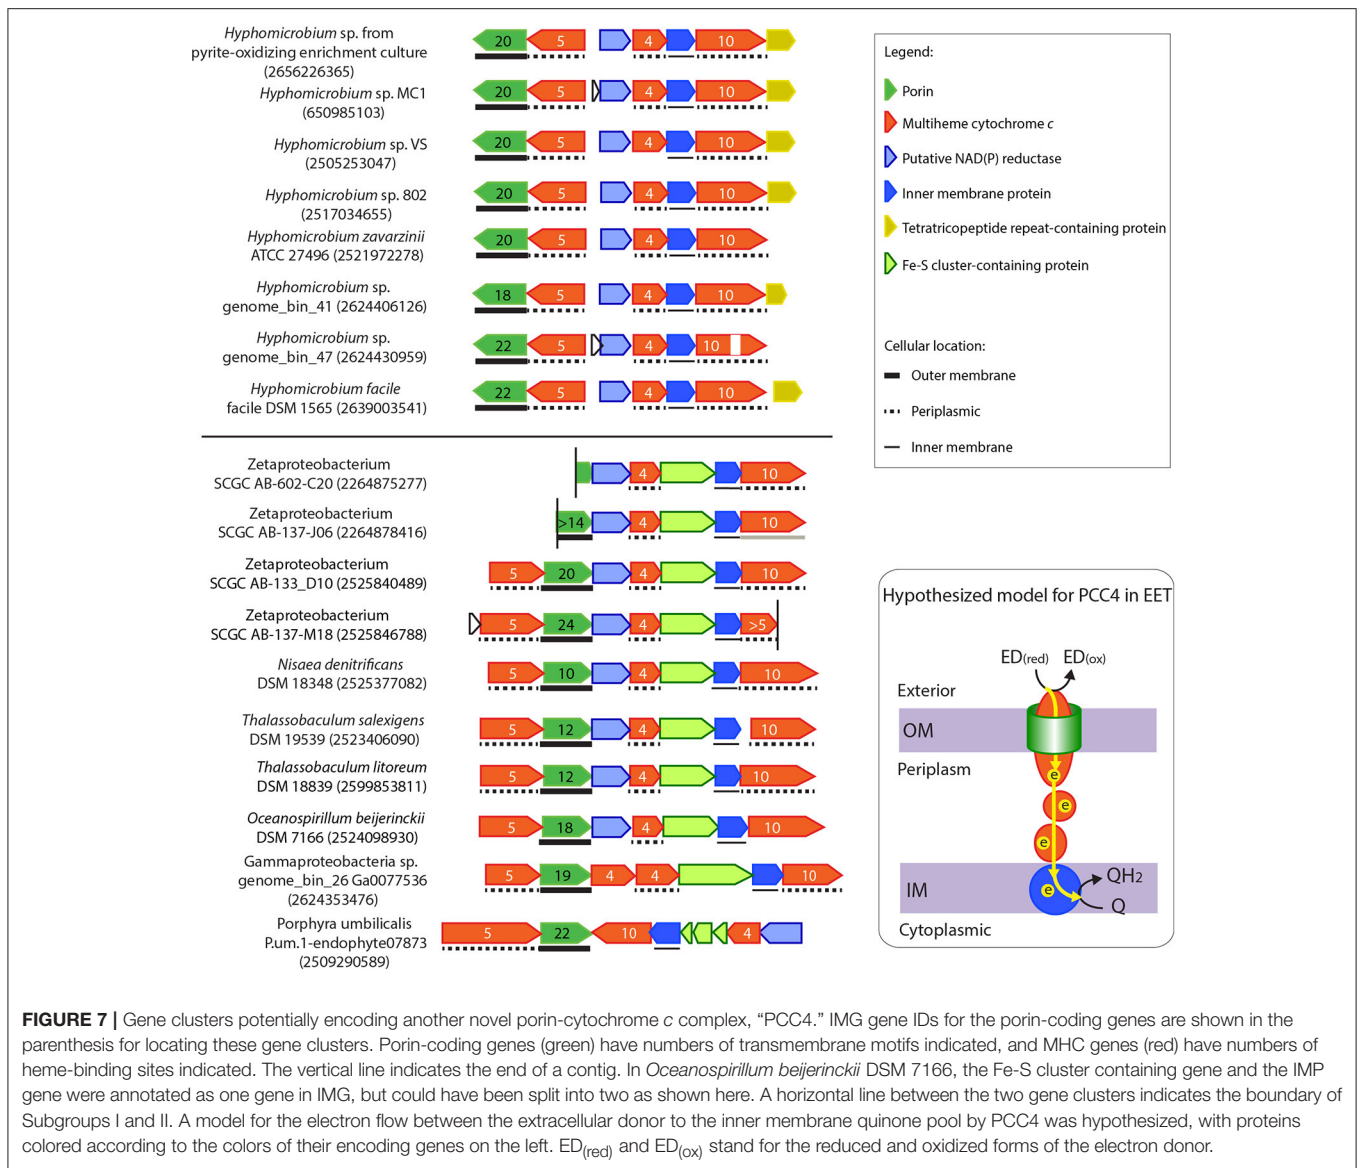 Hyphomicrobium sp. from
pyrite-oxidizing enrichment culture
(2656226365)
20 5 4 10
Hyphomicrobium sp. MC1
(650985103)
20 5 4 10
Hyphomicrobium sp. VS
(2505253047)
20 5 4 10
Hyphomicrobium sp. 802
(2517034655)
20 5 4 10
Hyphomicrobium zavarzinii
ATCC 27496 (2521972278)
20 5 4 10
Hyphomicrobium sp.
genome_bin_41 (2624406126)
18 5 4 10
Hyphomicrobium sp.
genome_bin_47 (2624430959)
22 5 4 10
Hyphomicrobium facile
facile DSM 1565 (2639003541)
22 5 4 10
Zetaproteobacterium
SCGC AB-602-C20 (2264875277)
4 10
Zetaproteobacterium
SCGC AB-137-J06 (2264878416)
>14 4 10
Zetaproteobacterium
SCGC AB-133_D10 (2525840489)
5 20 4 10
Zetaproteobacterium
SCGC AB-137-M18 (2525846788)
5 24 4 >5
Nisaea denitrificans
DSM 18348 (2525377082)
5 10 4 10
Thalassobaculum salexigens
DSM 19539 (2523406090)
5 12 4 10
Thalassobaculum litoreum
DSM 18839 (2599853811)
5 12 4 10
Oceanospirillum beijerinckii
DSM 7166 (2524098930)
5 18 4 10
Gammaproteobacteria sp.
genome_bin_26 Ga0077536
(2624353476)
5 19 4 4 10
Porphyra umbilicalis
P.um.1-endophyte07873
(2509290589)
5 22 10 4
Legend:
Porin
Multiheme cytochrome c
Putative NAD(P) reductase
Inner membrane protein
Tetratricopeptide repeat-containing protein
Fe-S cluster-containing protein
Cellular location:
Outer membrane
Periplasmic
Inner membrane
Hypothesized model for PCC4 in EET
ED(red) ED(ox)
Exterior
OM
Periplasm
e
e
e
IM
e
QH2
Q
Cytoplasmic
FIGURE 7 | Gene clusters potentially encoding another novel porin-cytochrome c complex, “PCC4.” IMG gene IDs for the porin-coding genes are shown in the
parenthesis for locating these gene clusters. Porin-coding genes (green) have numbers of transmembrane motifs indicated, and MHC genes (red) have numbers of
heme-binding sites indicated. The vertical line indicates the end of a contig. In Oceanospirillum beijerinckii DSM 7166, the Fe-S cluster containing gene and the IMP
gene were annotated as one gene in IMG, but could have been split into two as shown here. A horizontal line between the two gene clusters indicates the boundary of
Subgroups I and II. A model for the electron flow between the extracellular donor to the inner membrane quinone pool by PCC4 was hypothesized, with proteins
colored according to the colors of their encoding genes on the left. ED(red) and ED(ox) stand for the reduced and oxidized forms of the electron donor.